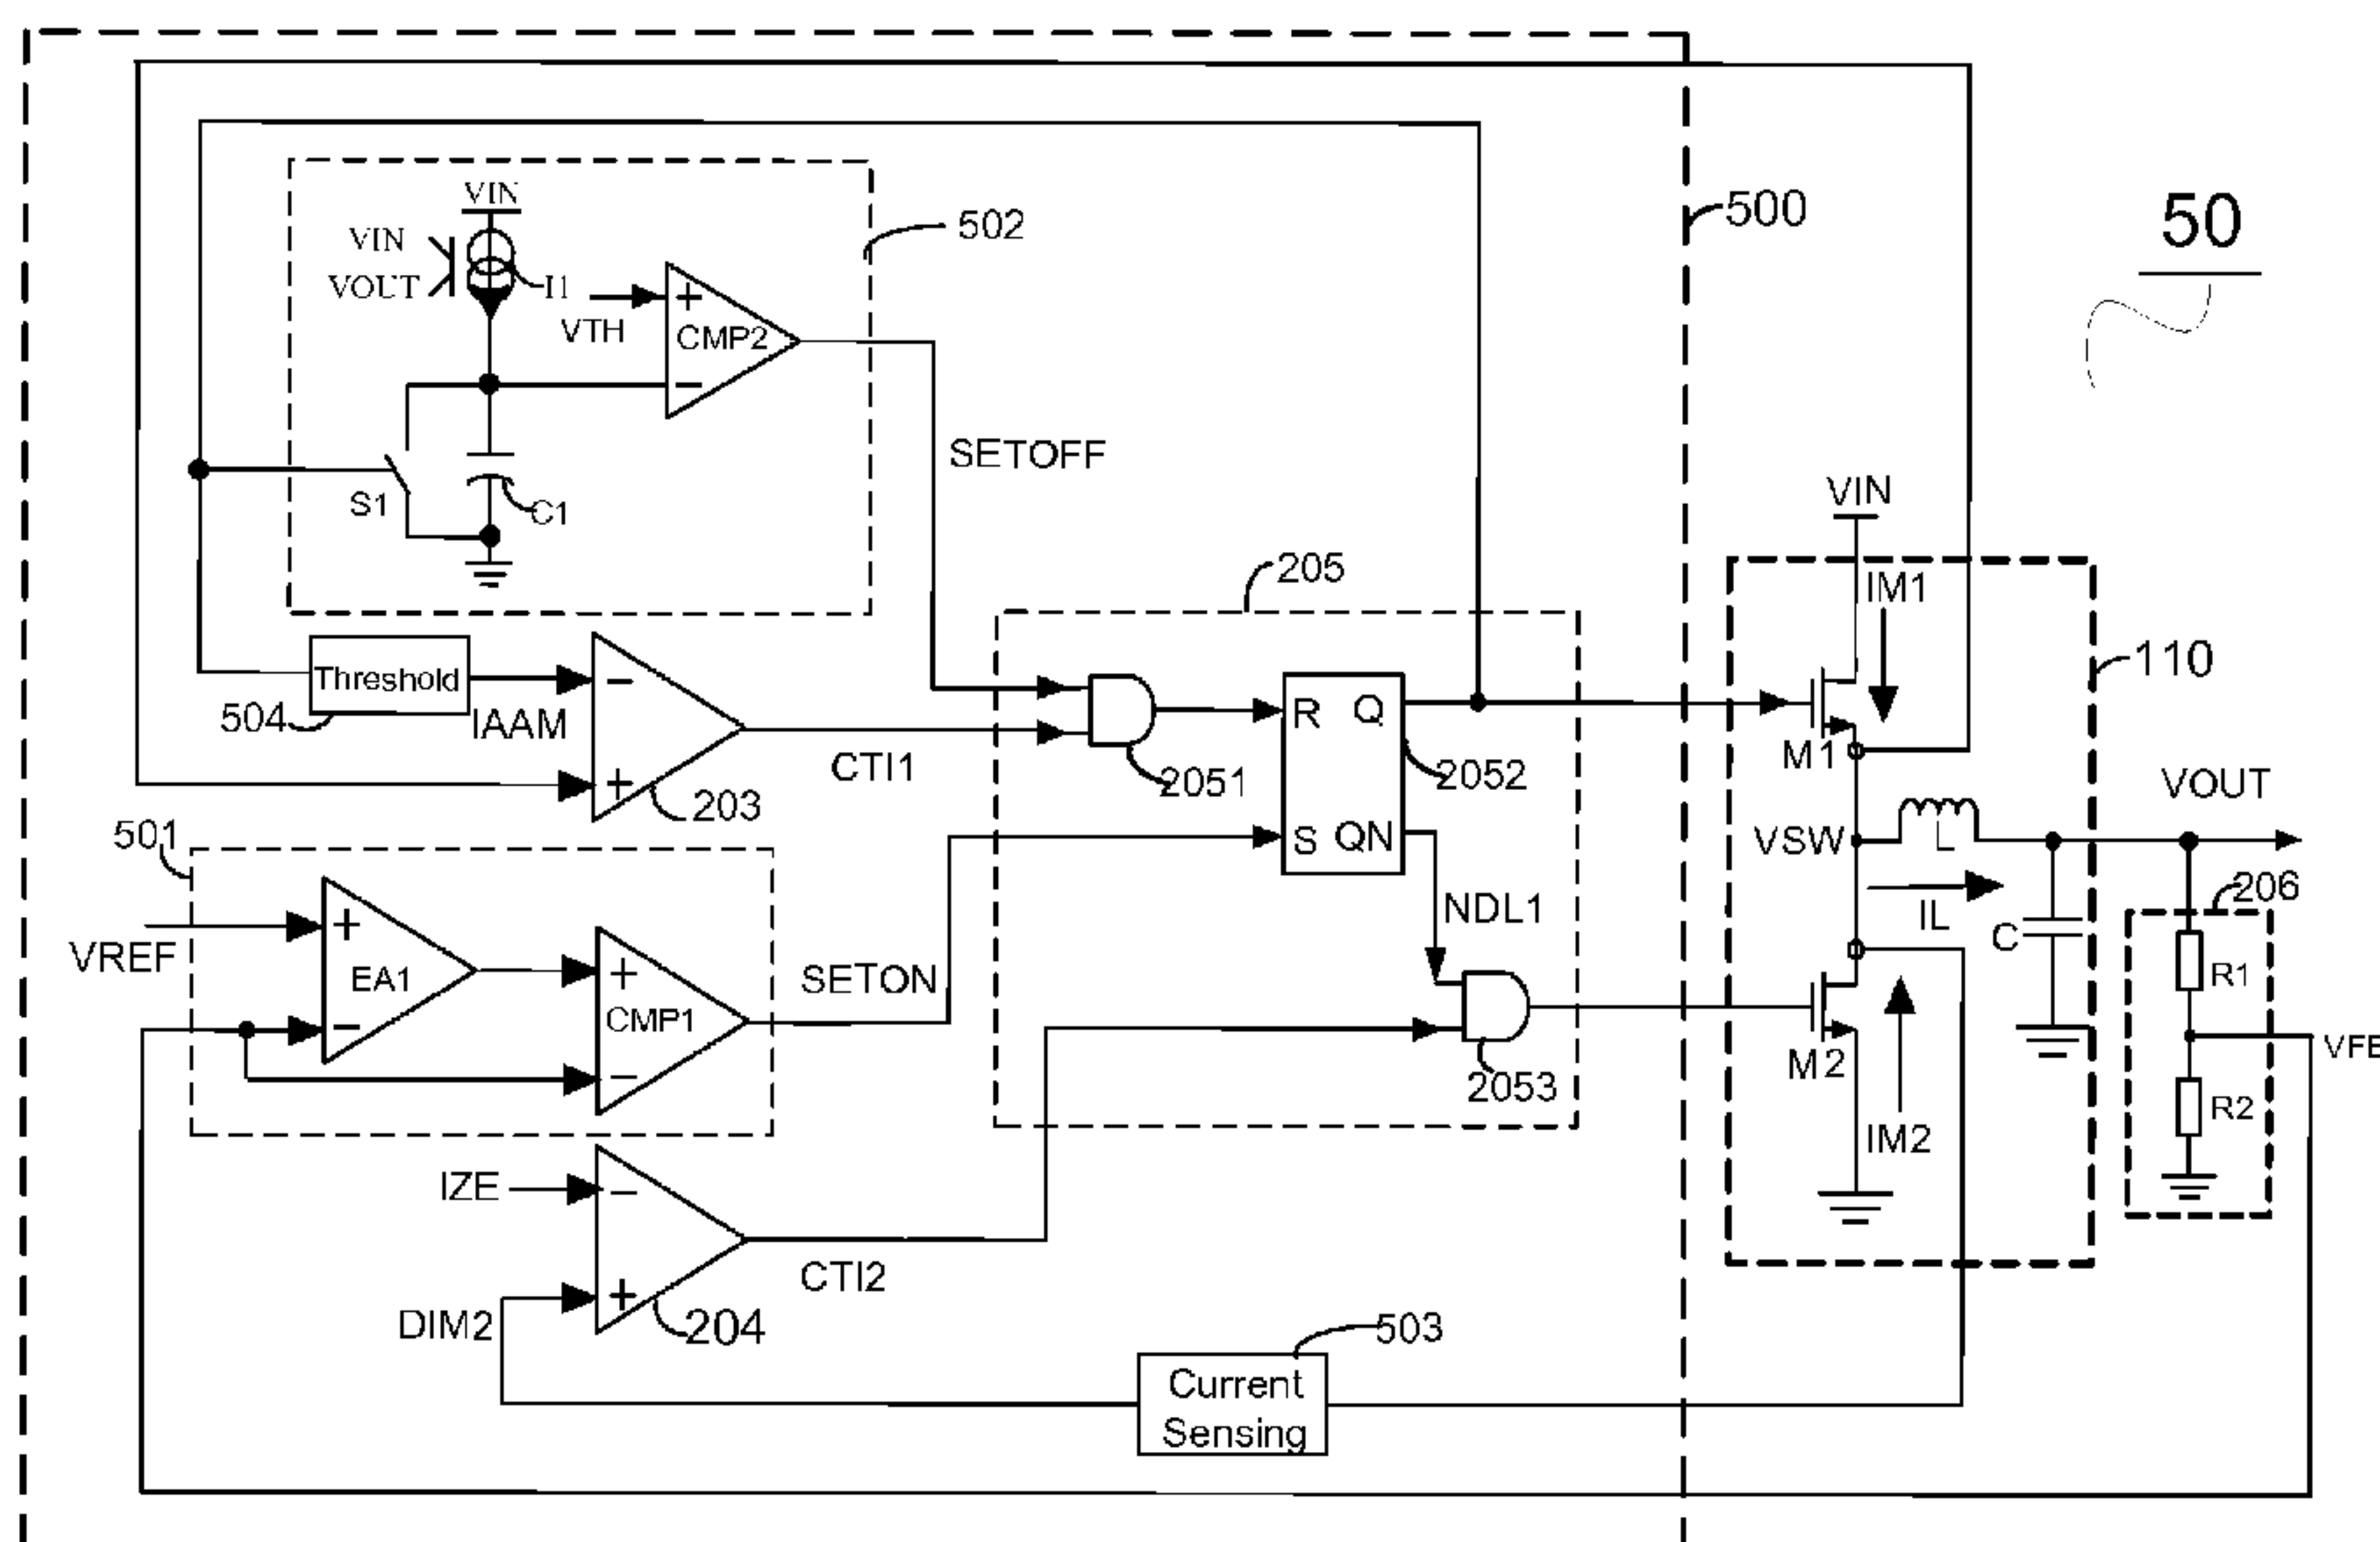 50
500
502
VIN
VIN
VOUT
I1
VTH
+
CMP2
−
SETOFF
S1
C1
VIN
205
IM1
110
Threshold
504
IAAM
−
+
203
CTI1
2051
R Q
S QN
2052
M1
VOUT
VSW
L
IL
C
206
R1
R2
VFB
501
VREF
+
EA1
−
+
CMP1
−
SETON
NDL1
2053
M2
IM2
IZE
−
+
204
CTI2
DIM2
503
Current
Sensing